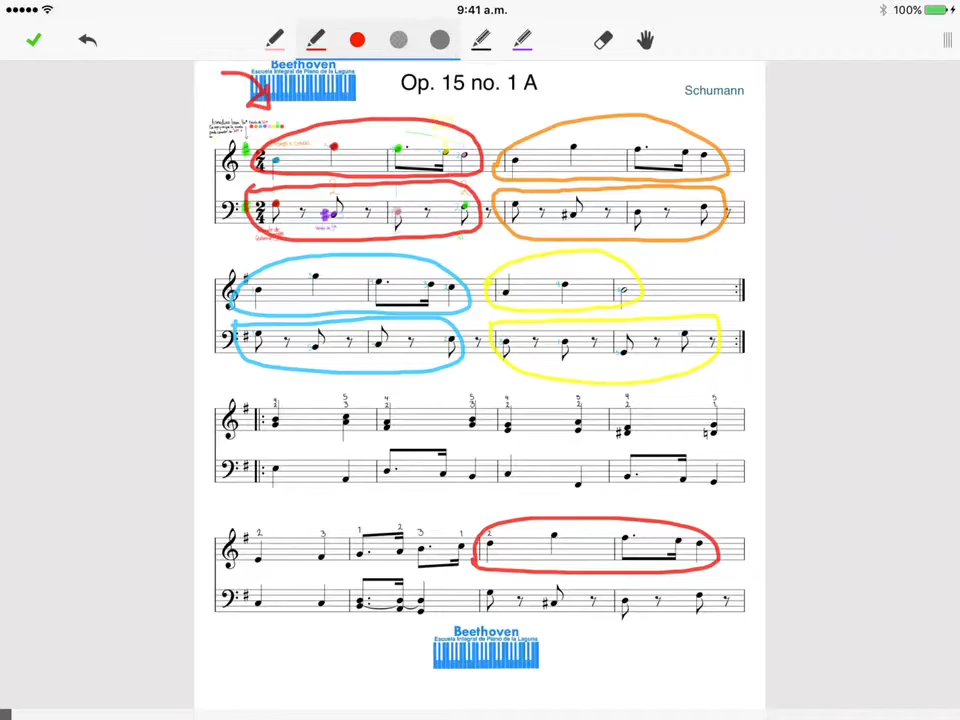 9:41 a.m.
100%
Beethoven
Escuela Integral de Piano de la Laguna
Op. 15 no. 1 A
Schumann
Beethoven
Escuela Integral de Piano de la Laguna